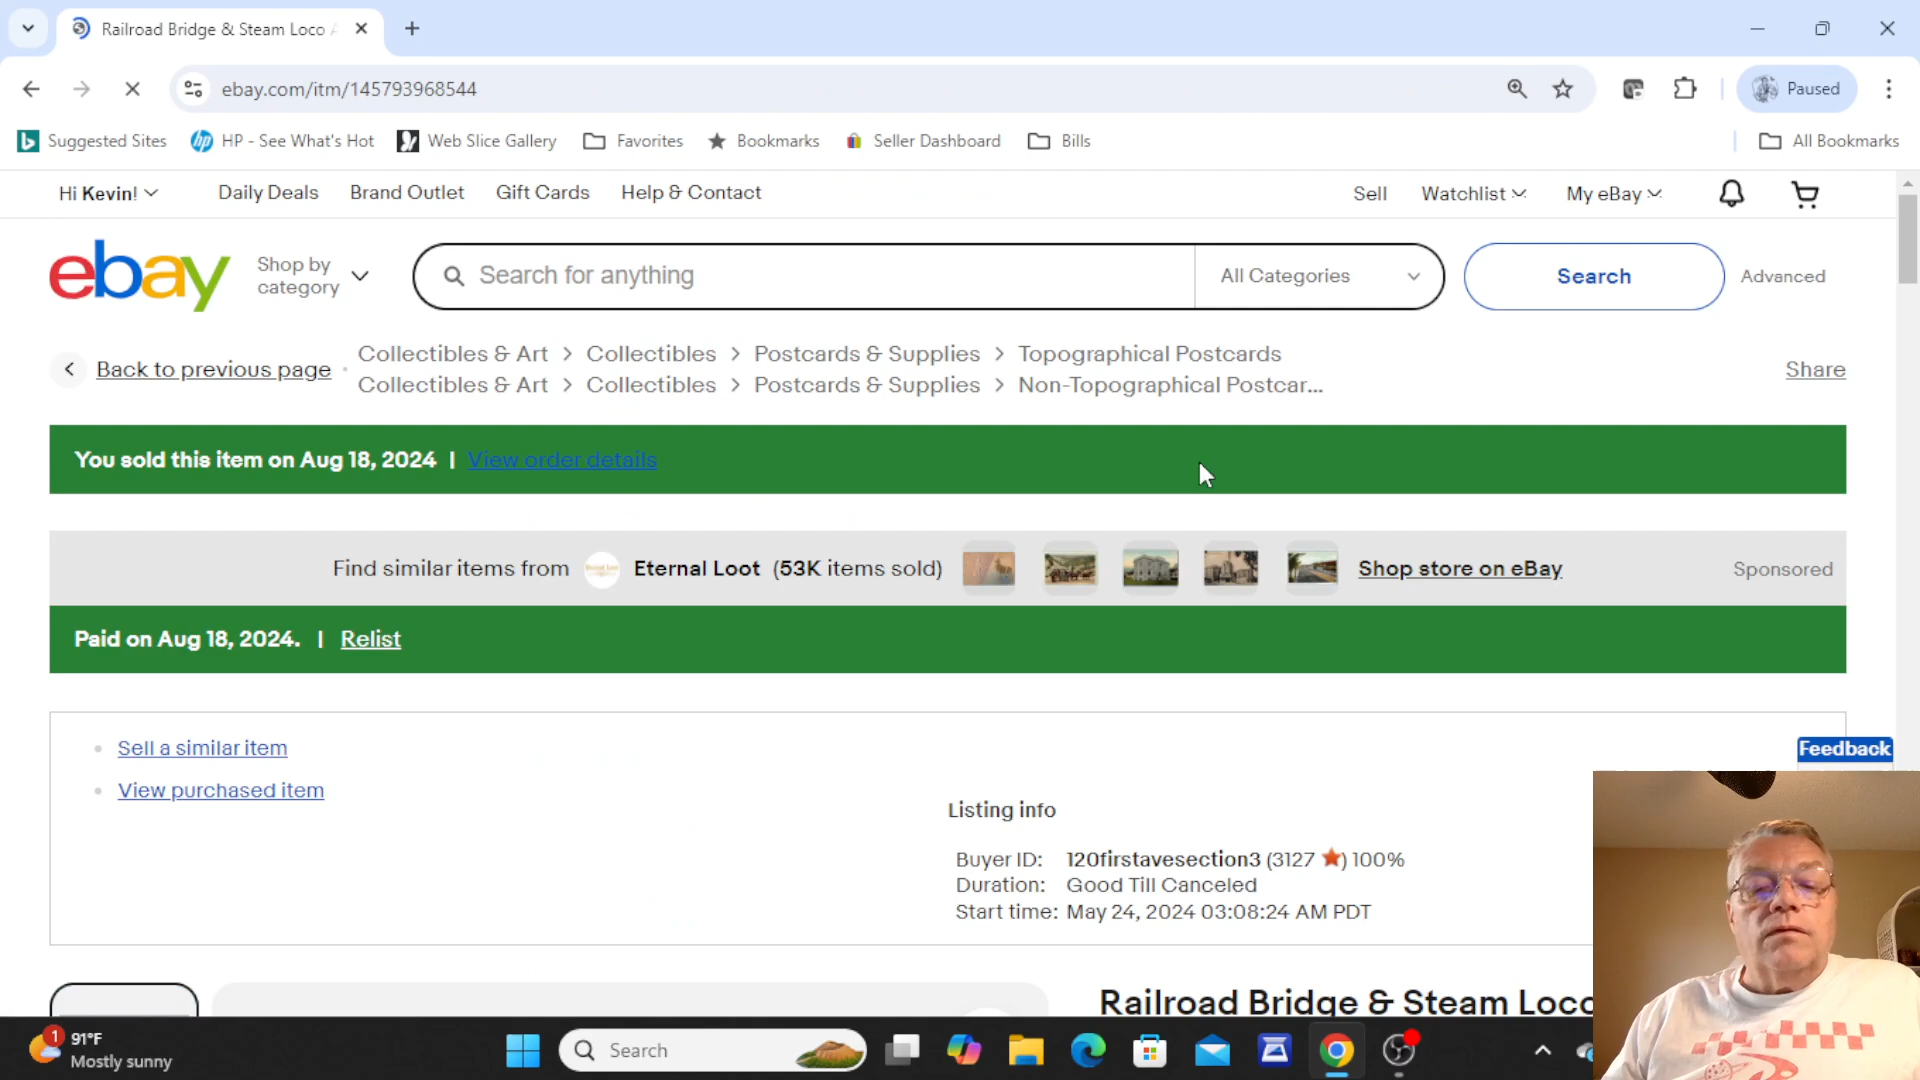 Railroad Bridge & Steam Loco
ebay.com/itm/145793968544
Paused
Suggested Sites
HP - See What's Hot
Web Slice Gallery
Favorites
Bookmarks
Seller Dashboard
Bills
All Bookmarks
Hi Kevin!
Daily Deals
Brand Outlet
Gift Cards
Help & Contact
Sell
Watchlist
My eBay
ebay
Shop by
category
Search for anything
All Categories
Search
Advanced
Back to previous page
Collectibles & Art > Collectibles > Postcards & Supplies > Topographical Postcards
Collectibles & Art > Collectibles > Postcards & Supplies > Non-Topographical Postcar...
Share
You sold this item on Aug 18, 2024 | View order details
Find similar items from Eternal Loot (53K items sold) Shop store on eBay
Sponsored
Paid on Aug 18, 2024. | Relist
Sell a similar item
View purchased item
Feedback
Listing info
Buyer ID: 120firstavesection3 (3127 ) 100%
Duration: Good Till Canceled
Start time: May 24, 2024 03:08:24 AM PDT
Railroad Bridge & Steam Loco
1
91°F
Mostly sunny
Search